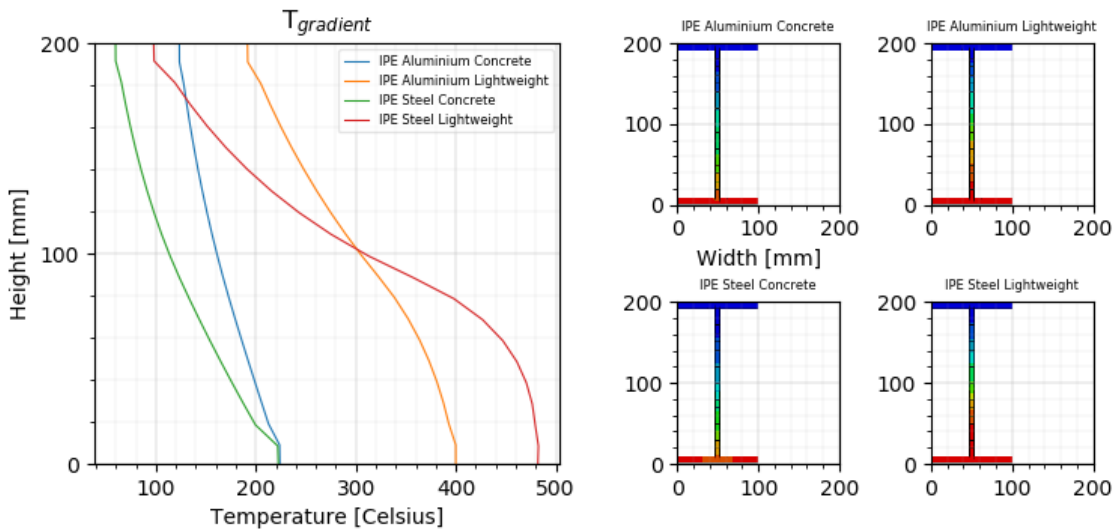 T_gradient
IPE Aluminium Concrete
IPE Aluminium Lightweight
IPE Steel Concrete
IPE Steel Lightweight
200
100
0
Height [mm]
100 200 300 400 500
Temperature [Celsius]
IPE Aluminium Concrete
200
100
0
0 100 200
IPE Aluminium Lightweight
200
100
0
0 100 200
Width [mm]
IPE Steel Concrete
200
100
0
0 100 200
IPE Steel Lightweight
200
100
0
0 100 200